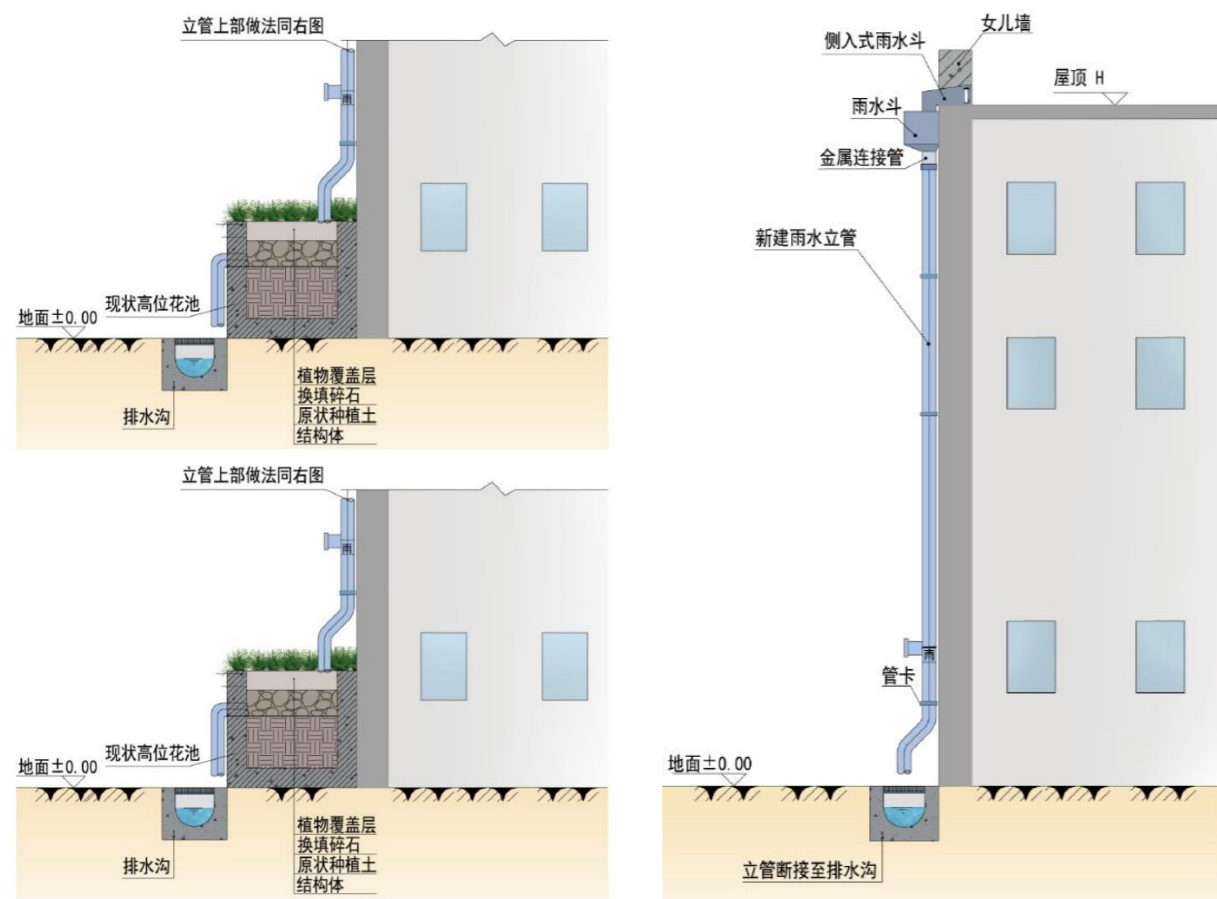 立管上部做法同右图
雨
现状高位花池
地面±0.00
植物覆盖层
换填碎石
原状种植土
结构体
排水沟
立管上部做法同右图
雨
现状高位花池
地面±0.00
植物覆盖层
换填碎石
原状种植土
结构体
排水沟
女儿墙
侧入式雨水斗
屋顶 H
雨水斗
金属连接管
新建雨水立管
雨
管卡
地面±0.00
立管断接至排水沟